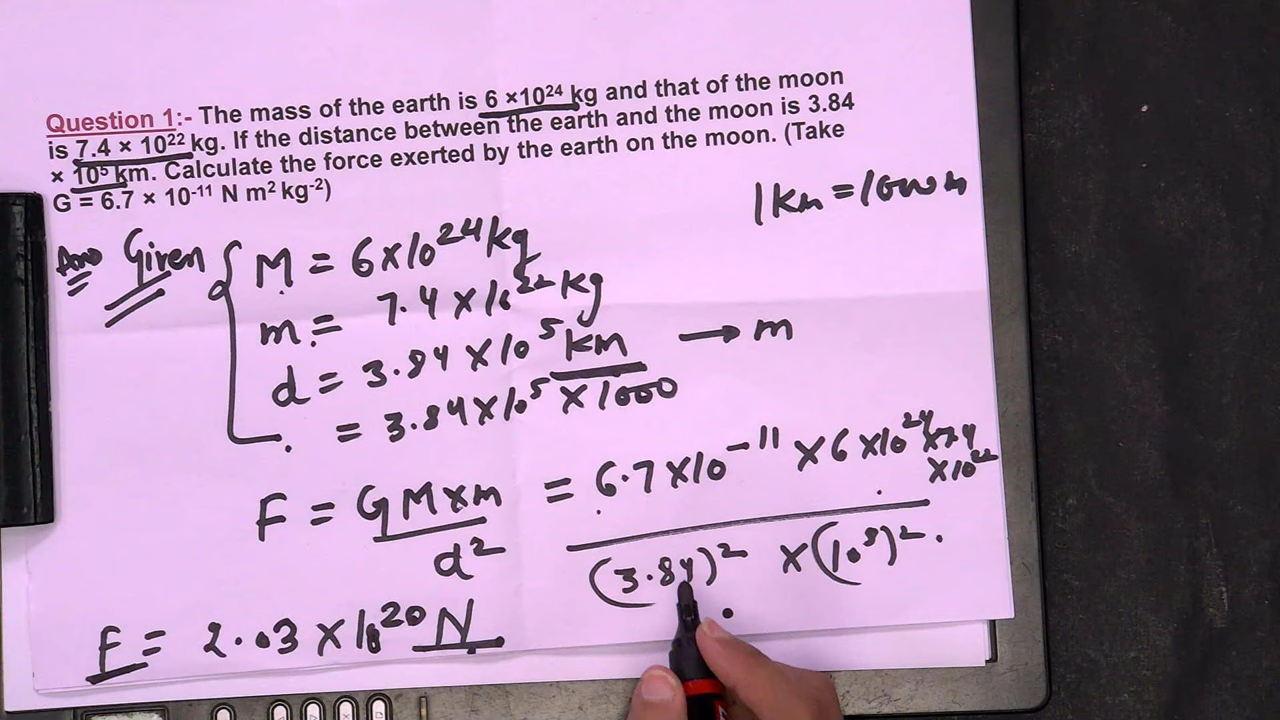 Question 1:- The mass of the earth is 6 ×10²⁴ kg and that of the moon
is 7.4 × 10²² kg. If the distance between the earth and the moon is 3.84
× 10⁵ km. Calculate the force exerted by the earth on the moon. (Take
G = 6.7 × 10⁻¹¹ N m² kg⁻²)
1 Km = 1000 m
Ans Given M = 6×10²⁴ kg
m = 7.4 × 10²² kg
d = 3.84 × 10⁵ km → m
= 3.84×10⁵ × 1000
F = G M×m / d² = 6.7×10⁻¹¹ × 6×10²⁴ × 7.4 × 10²² / (3.84)² × (10⁸)²
F = 2.03 × 10²⁰ N